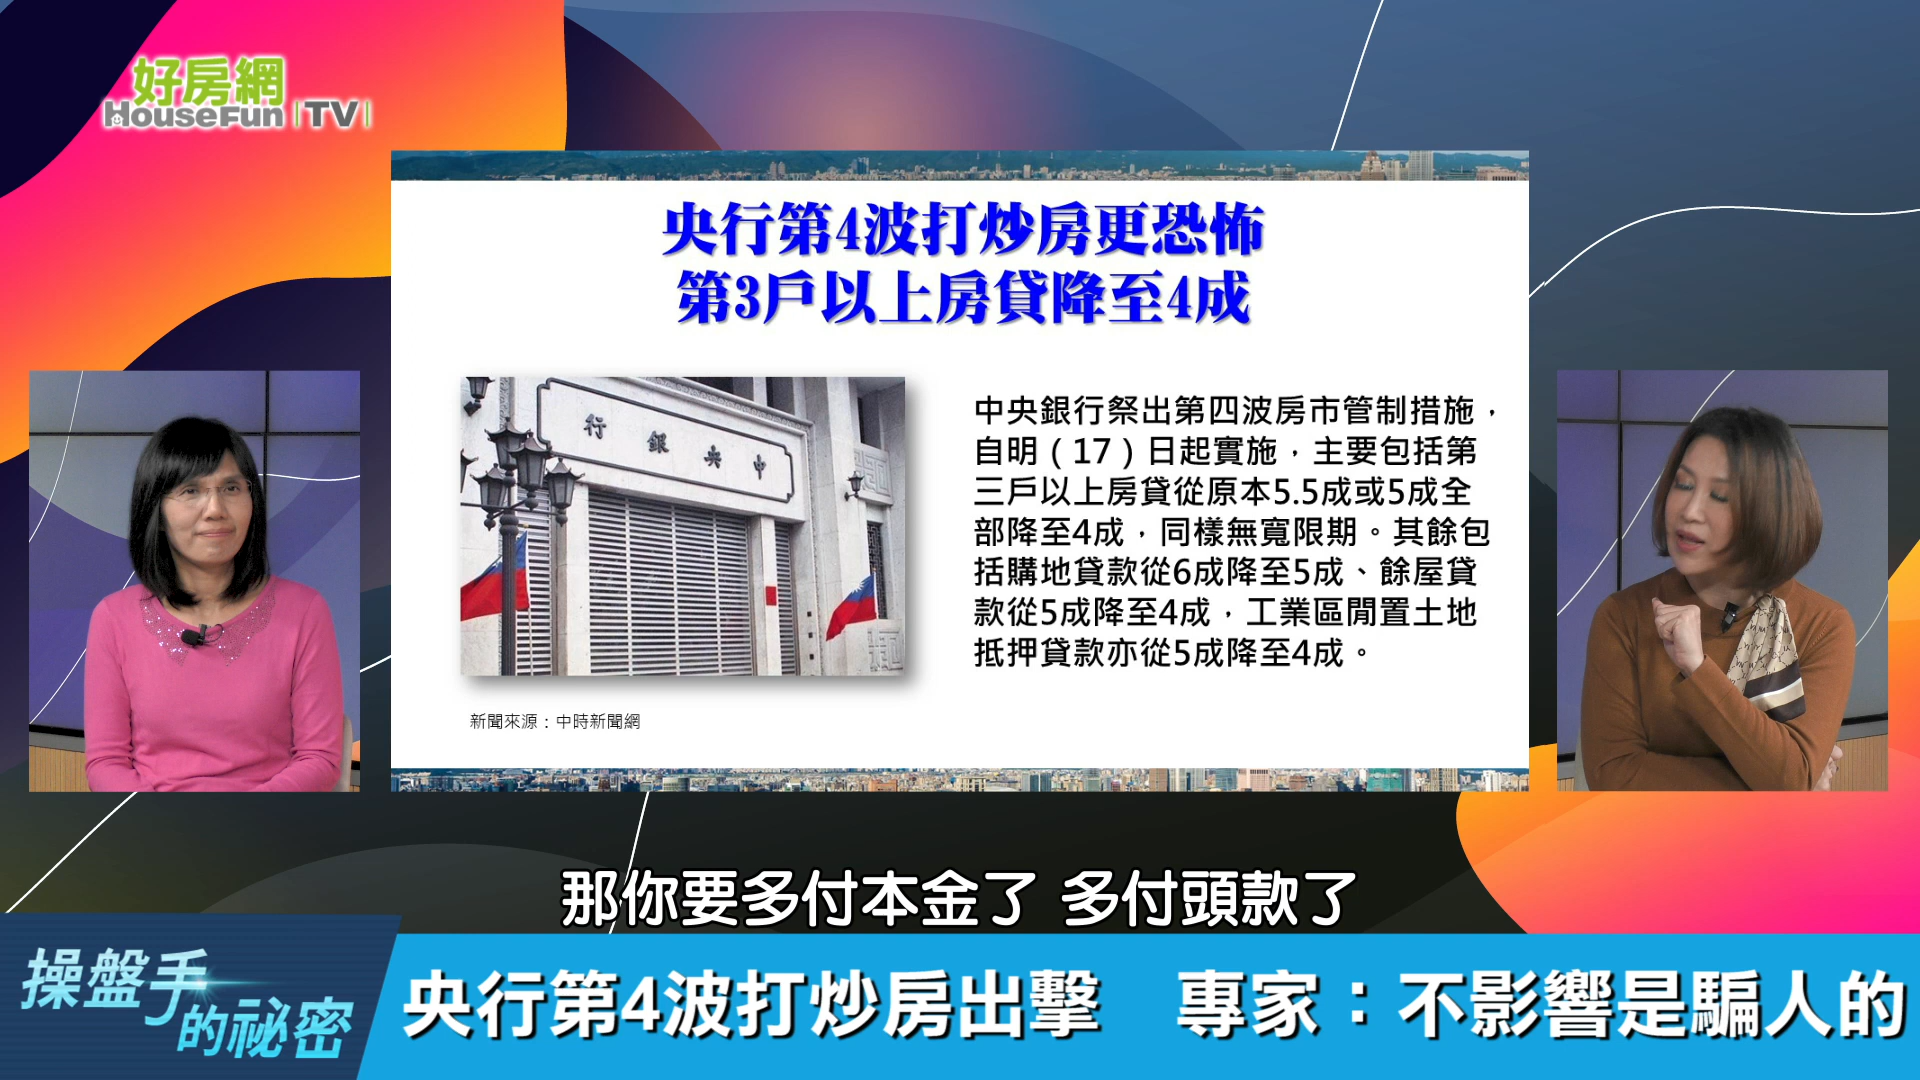 好房網
HouseFun TV
央行第4波打炒房更恐怖
第3戶以上房貸降至4成
行銀央中
中央銀行祭出第四波房市管制措施，
自明（17）日起實施，主要包括第
三戶以上房貸從原本5.5成或5成全
部降至4成，同樣無寬限期。其餘包
括購地貸款從6成降至5成、餘屋貸
款從5成降至4成，工業區閒置土地
抵押貸款亦從5成降至4成。
新聞來源：中時新聞網
那你要多付本金了 多付頭款了
操盤手
的祕密
央行第4波打炒房出擊　專家：不影響是騙人的